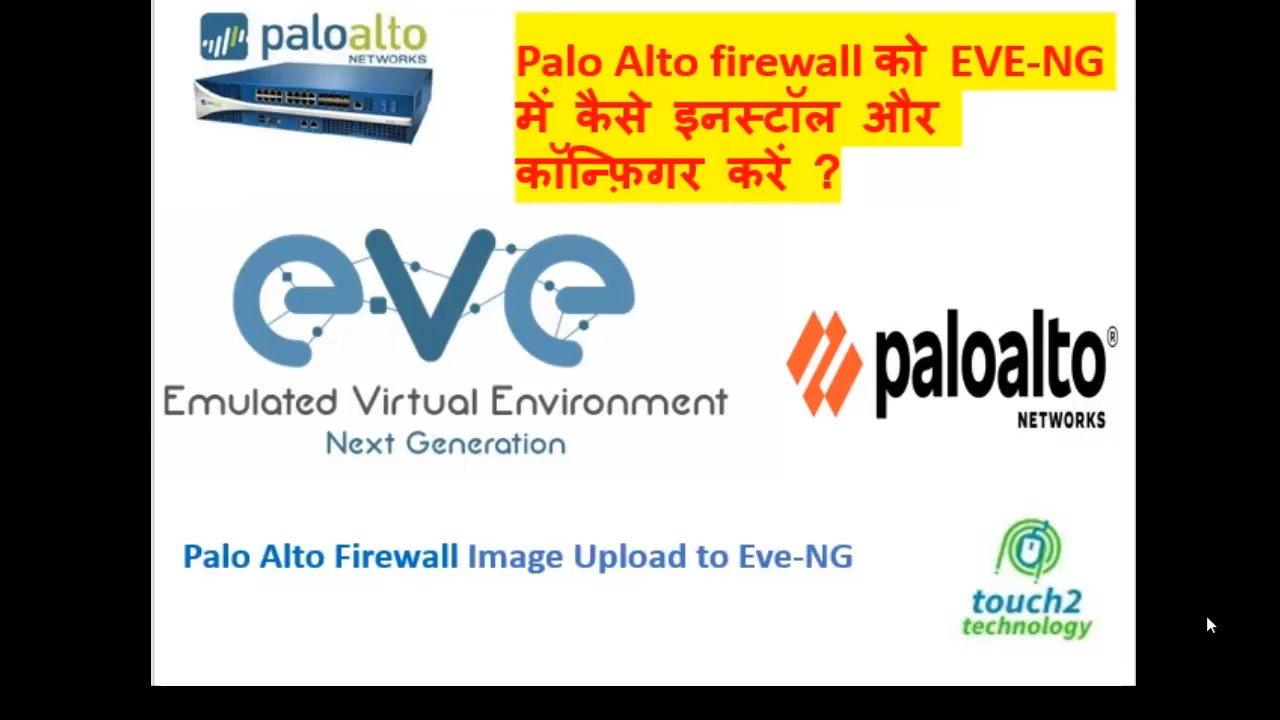 paloalto
NETWORKS
Palo Alto firewall को EVE-NG
में कैसे इनस्टॉल और
कॉन्फ़िगर करें ?
eve
Emulated Virtual Environment
Next Generation
paloalto®
NETWORKS
Palo Alto Firewall Image Upload to Eve-NG
touch2
technology